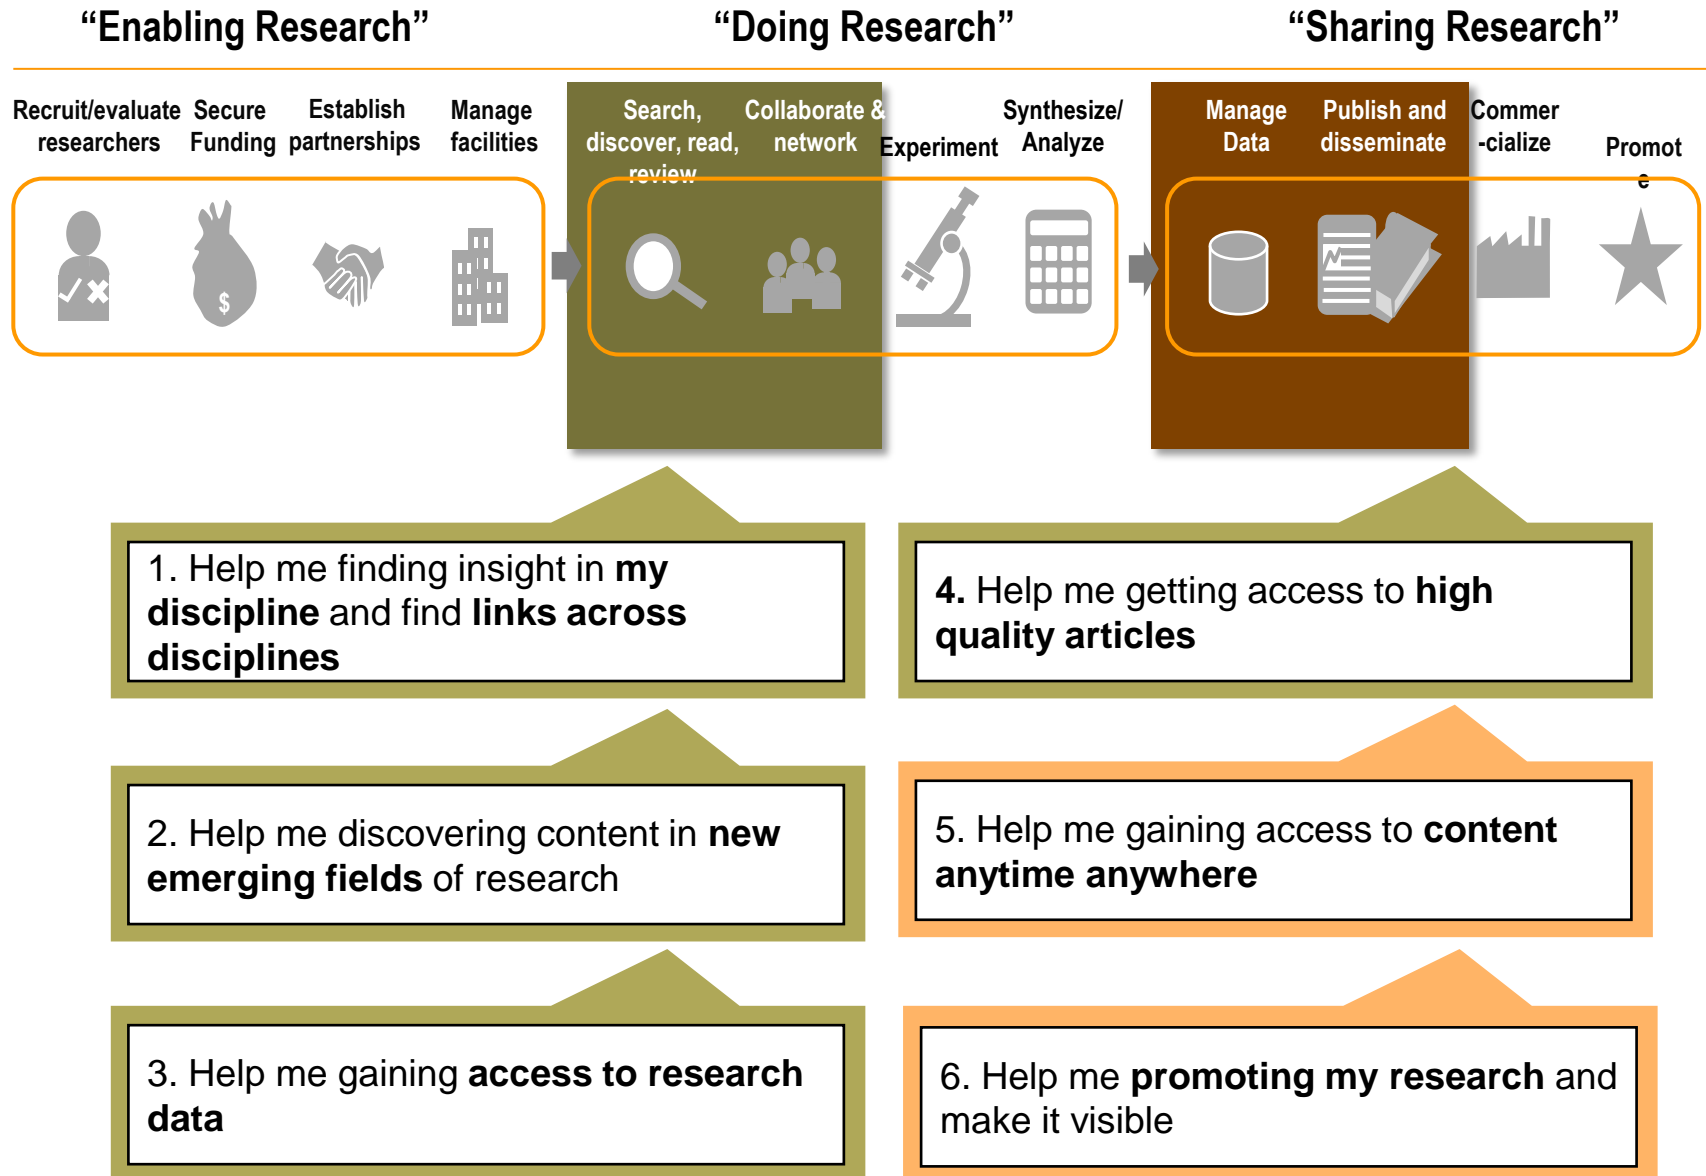 “Enabling Research”
“Doing Research”
“Sharing Research”
Recruit/evaluate
researchers
Secure
Funding
Establish
partnerships
Manage
facilities
Search,
discover, read,
review
Collaborate &
network
Experiment
Synthesize/
Analyze
Manage
Data
Publish and
disseminate
Commer
-cialize
Promot
e
$
1. Help me finding insight in my
discipline and find links across
disciplines
2. Help me discovering content in new
emerging fields of research
3. Help me gaining access to research
data
4. Help me getting access to high
quality articles
5. Help me gaining access to content
anytime anywhere
6. Help me promoting my research and
make it visible